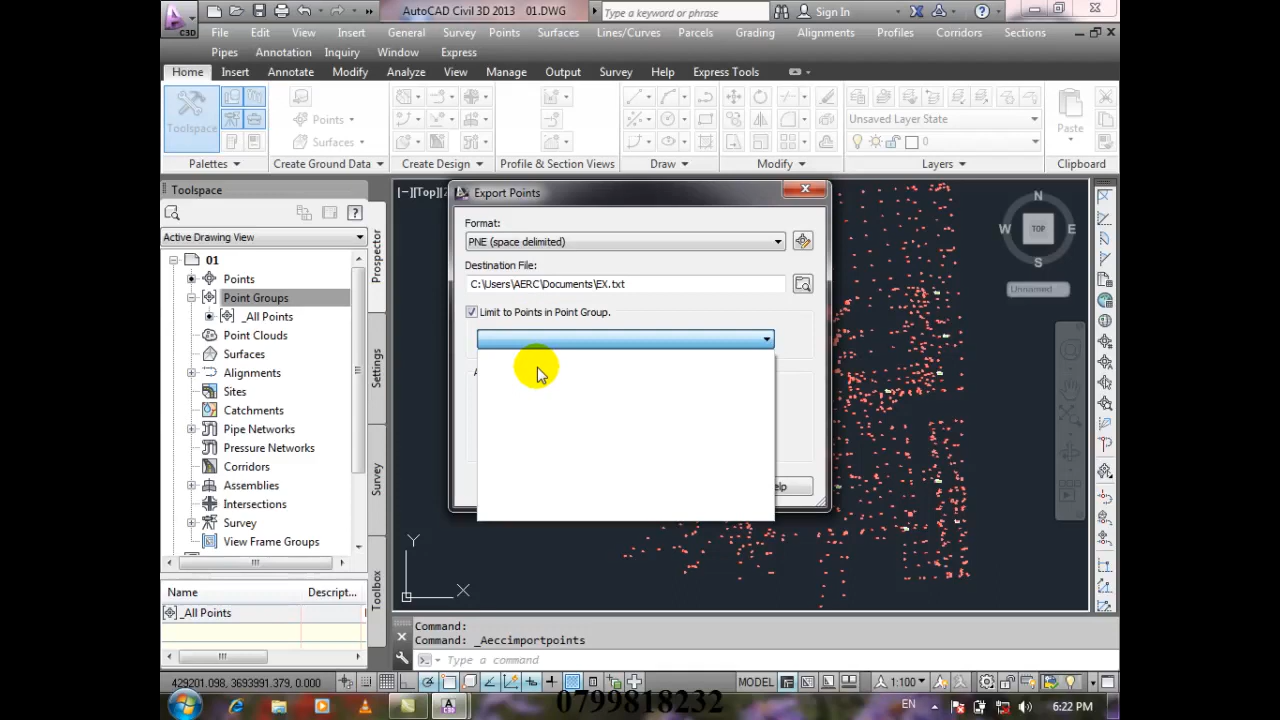 AutoCAD Civil 3D 2013 01.DWG
Type a keyword or phrase
Sign In
C3D
File Edit View Insert General Survey Points Surfaces Lines/Curves Parcels Grading Alignments Profiles Corridors Sections
Pipes Annotation Inquiry Window Express
Home Insert Annotate Modify Analyze View Manage Output Survey Help Express Tools
Toolspace
Points
Surfaces
Unsaved Layer State
0
Paste
Palettes Create Ground Data Create Design Profile & Section Views Draw Modify Layers Clipboard
Toolspace
Active Drawing View
01
Points
Point Groups
_All Points
Point Clouds
Surfaces
Alignments
Sites
Catchments
Pipe Networks
Pressure Networks
Corridors
Assemblies
Intersections
Survey
View Frame Groups
Prospector
Settings
Survey
Toolbox
Name Descript...
_All Points
[−][Top]
Export Points
Format:
PNE (space delimited)
Destination File:
C:\Users\AERC\Documents\EX.txt
Limit to Points in Point Group.
N
W TOP E
S
Unnamed
Y
X
Command:
Command: _Aeccimportpoints
Type a command
429201.098, 3693991.379, 0.000
MODEL
1:100
0799818232
EN
6:22 PM